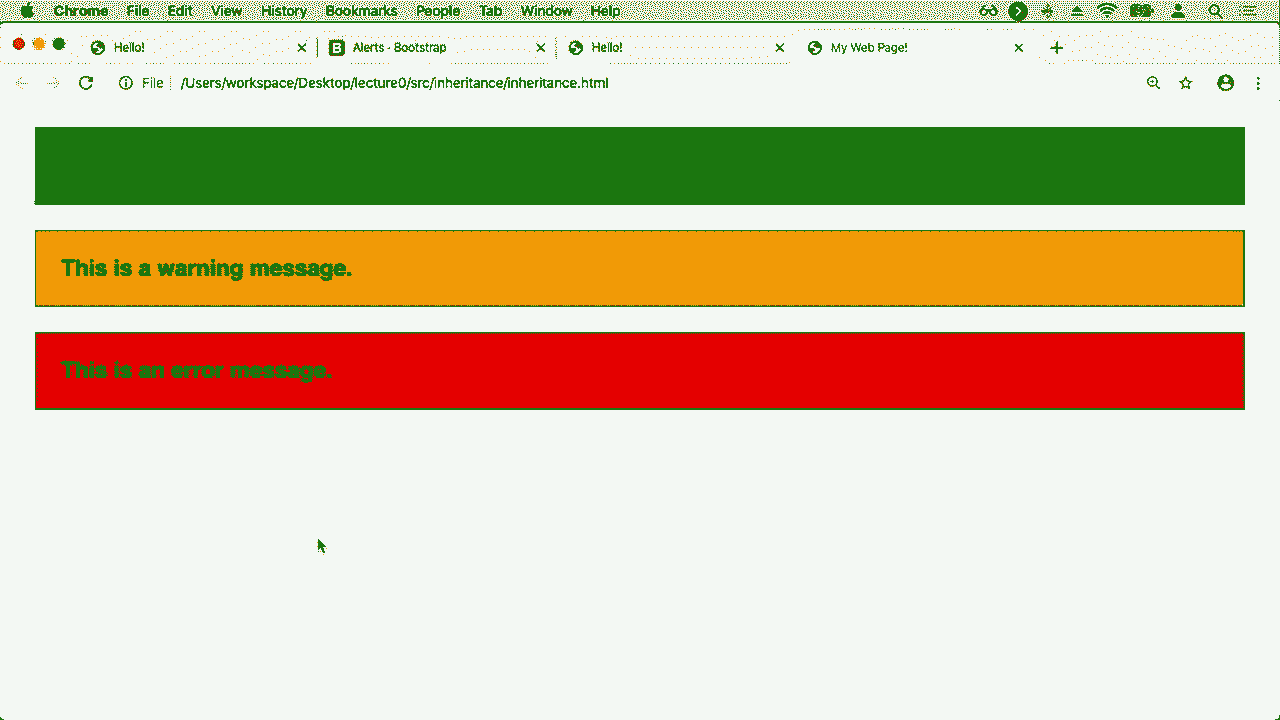 Chrome File Edit View History Bookmarks People Tab Window Help
Hello! Alerts - Bootstrap Hello! My Web Page!
File /Users/workspace/Desktop/lecture0/src/inheritance/inheritance.html
This is a warning message.
This is an error message.